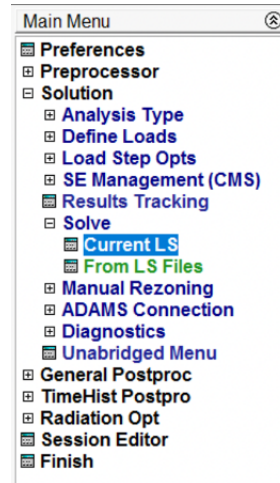 Main Menu
Preferences
Preprocessor
Solution
Analysis Type
Define Loads
Load Step Opts
SE Management (CMS)
Results Tracking
Solve
Current LS
From LS Files
Manual Rezoning
ADAMS Connection
Diagnostics
Unabridged Menu
General Postproc
TimeHist Postpro
Radiation Opt
Session Editor
Finish